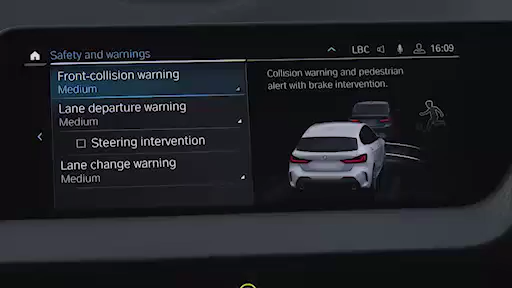 Safety and warnings
LBC
16:09
Front-collision warning
Medium
Lane departure warning
Medium
Steering intervention
Lane change warning
Medium
Collision warning and pedestrian
alert with brake intervention.